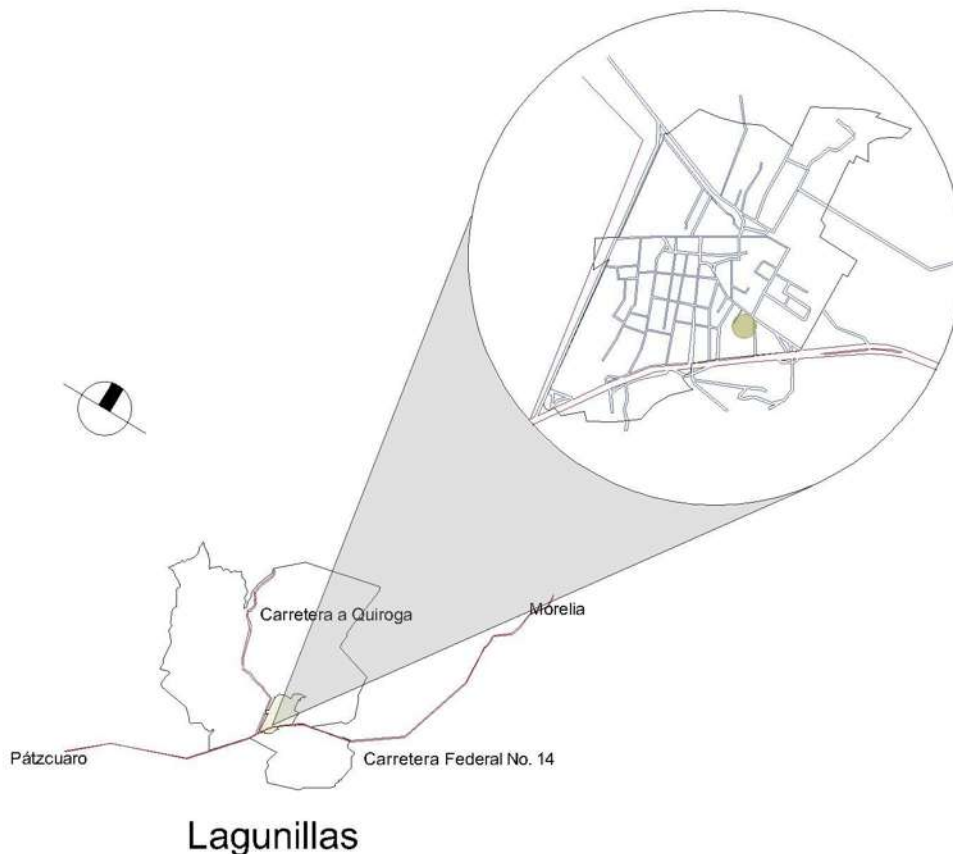 Carretera a Quiroga
Morelia
Pátzcuaro
Carretera Federal No. 14
Lagunillas